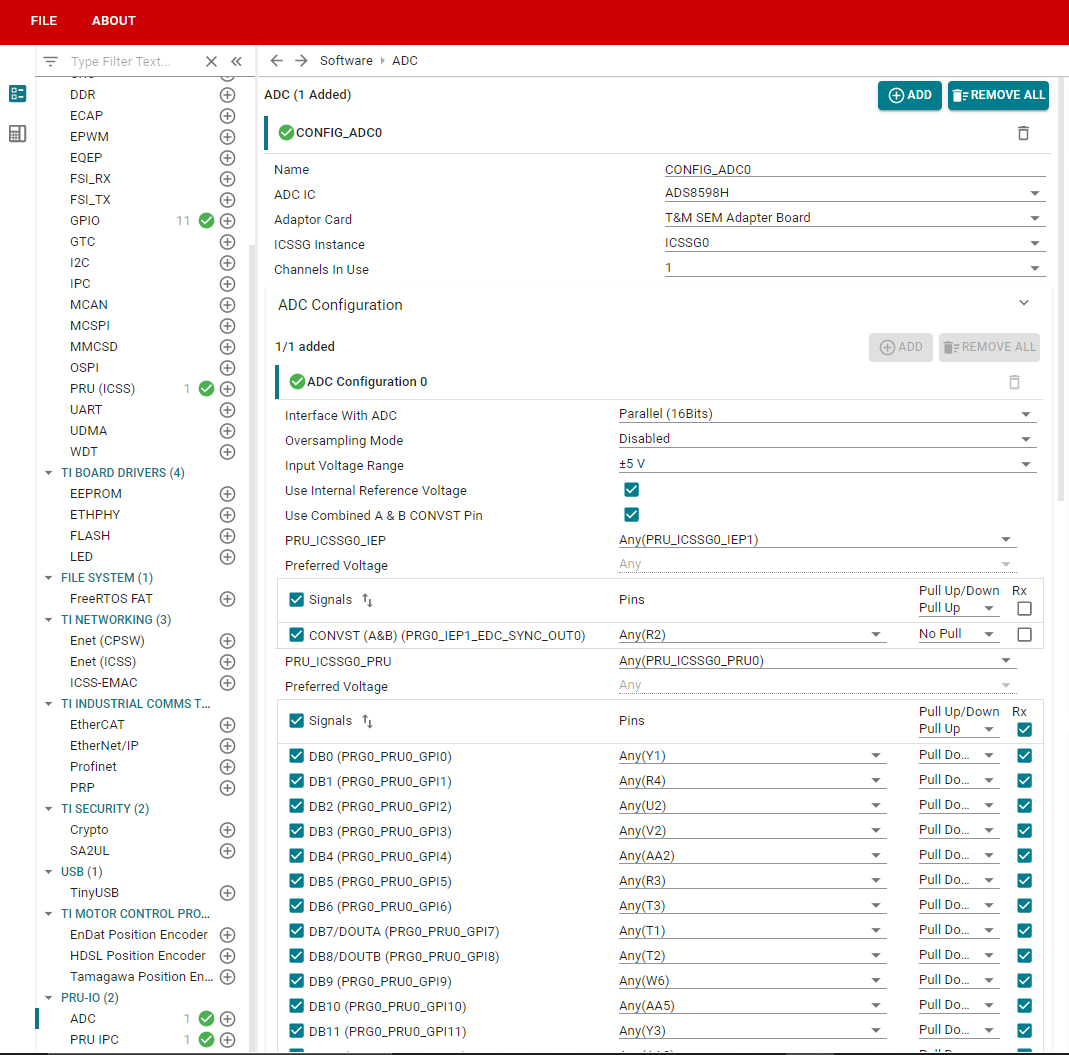 FILE ABOUT
Type Filter Text...
Software ADC
DDR
ECAP
EPWM
EQEP
FSI_RX
FSI_TX
GPIO 11
GTC
I2C
IPC
MCAN
MCSPI
MMCSD
OSPI
PRU (ICSS) 1
UART
UDMA
WDT
TI BOARD DRIVERS (4)
EEPROM
ETHPHY
FLASH
LED
FILE SYSTEM (1)
FreeRTOS FAT
TI NETWORKING (3)
Enet (CPSW)
Enet (ICSS)
ICSS-EMAC
TI INDUSTRIAL COMMS T...
EtherCAT
EtherNet/IP
Profinet
PRP
TI SECURITY (2)
Crypto
SA2UL
USB (1)
TinyUSB
TI MOTOR CONTROL PRO...
EnDat Position Encoder
HDSL Position Encoder
Tamagawa Position En...
PRU-IO (2)
ADC 1
PRU IPC 1
ADC (1 Added) ADD REMOVE ALL
CONFIG_ADC0
Name CONFIG_ADC0
ADC IC ADS8598H
Adaptor Card T&M SEM Adapter Board
ICSSG Instance ICSSG0
Channels In Use 1
ADC Configuration
1/1 added ADD REMOVE ALL
ADC Configuration 0
Interface With ADC Parallel (16Bits)
Oversampling Mode Disabled
Input Voltage Range ±5 V
Use Internal Reference Voltage
Use Combined A & B CONVST Pin
PRU_ICSSG0_IEP Any(PRU_ICSSG0_IEP1)
Preferred Voltage Any
Signals Pins Pull Up/Down Rx
Pull Up
CONVST (A&B) (PRG0_IEP1_EDC_SYNC_OUT0) Any(R2) No Pull
PRU_ICSSG0_PRU Any(PRU_ICSSG0_PRU0)
Preferred Voltage Any
Signals Pins Pull Up/Down Rx
Pull Up
DB0 (PRG0_PRU0_GPI0) Any(Y1) Pull Do...
DB1 (PRG0_PRU0_GPI1) Any(R4) Pull Do...
DB2 (PRG0_PRU0_GPI2) Any(U2) Pull Do...
DB3 (PRG0_PRU0_GPI3) Any(V2) Pull Do...
DB4 (PRG0_PRU0_GPI4) Any(AA2) Pull Do...
DB5 (PRG0_PRU0_GPI5) Any(R3) Pull Do...
DB6 (PRG0_PRU0_GPI6) Any(T3) Pull Do...
DB7/DOUTA (PRG0_PRU0_GPI7) Any(T1) Pull Do...
DB8/DOUTB (PRG0_PRU0_GPI8) Any(T2) Pull Do...
DB9 (PRG0_PRU0_GPI9) Any(W6) Pull Do...
DB10 (PRG0_PRU0_GPI10) Any(AA5) Pull Do...
DB11 (PRG0_PRU0_GPI11) Any(Y3) Pull Do...